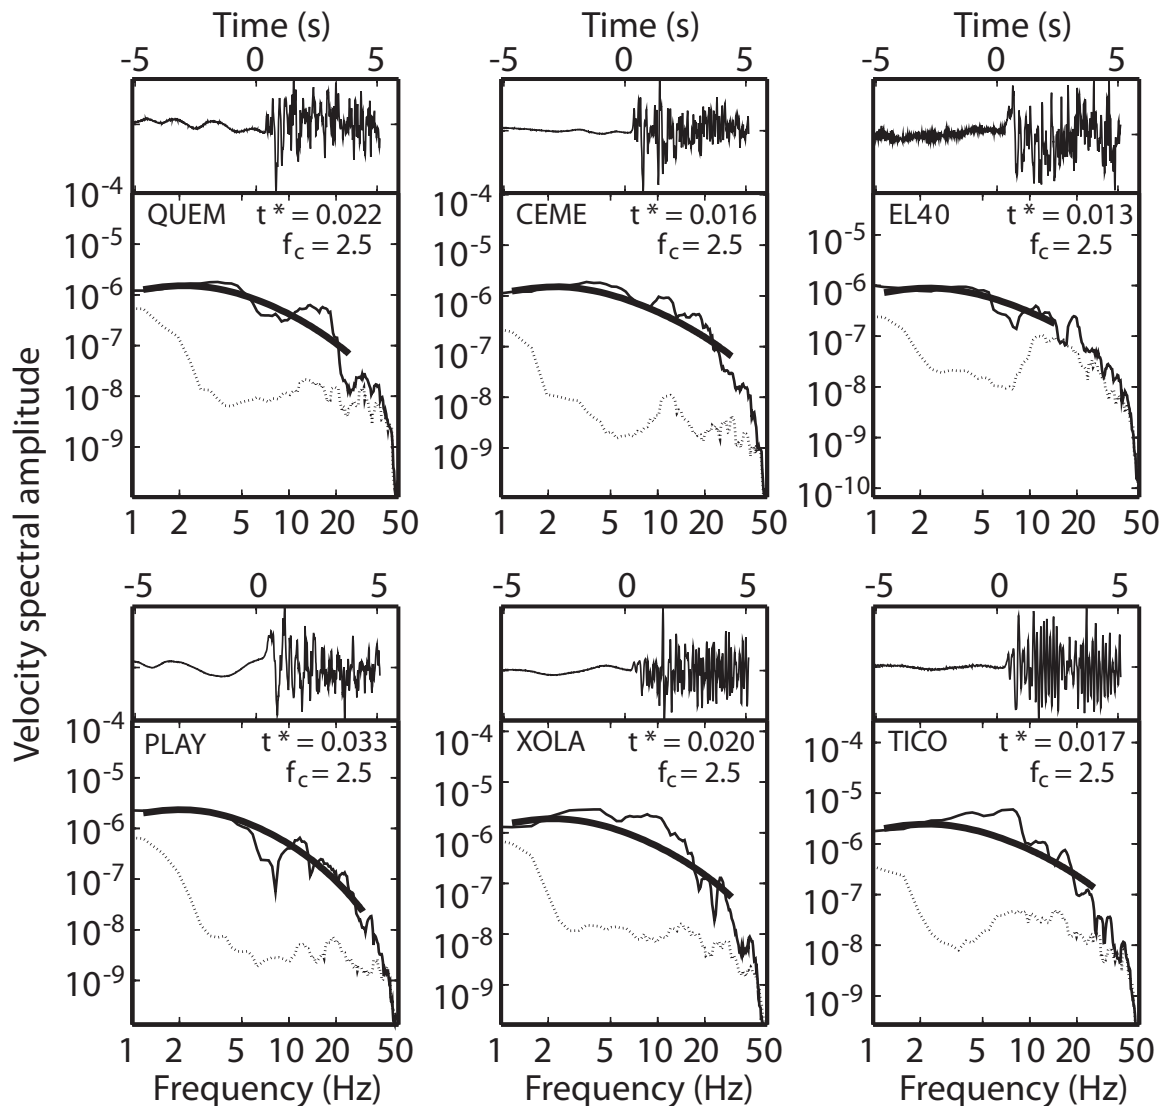 Time (s) Time (s) Time (s)
-5 0 5 -5 0 5 -5 0 5
QUEM t * = 0.022
f_c = 2.5
10^-4
10^-5
10^-6
10^-7
10^-8
10^-9
1 2 5 10 20 50
CEME t * = 0.016
f_c = 2.5
10^-4
10^-5
10^-6
10^-7
10^-8
10^-9
1 2 5 10 20 50
EL40 t * = 0.013
f_c = 2.5
10^-5
10^-6
10^-7
10^-8
10^-9
10^-10
1 2 5 10 20 50
Velocity spectral amplitude
-5 0 5 -5 0 5 -5 0 5
PLAY t * = 0.033
f_c = 2.5
10^-4
10^-5
10^-6
10^-7
10^-8
10^-9
1 2 5 10 20 50
XOLA t * = 0.020
f_c = 2.5
10^-4
10^-5
10^-6
10^-7
10^-8
10^-9
1 2 5 10 20 50
TICO t * = 0.017
f_c = 2.5
10^-4
10^-5
10^-6
10^-7
10^-8
10^-9
1 2 5 10 20 50
Frequency (Hz) Frequency (Hz) Frequency (Hz)